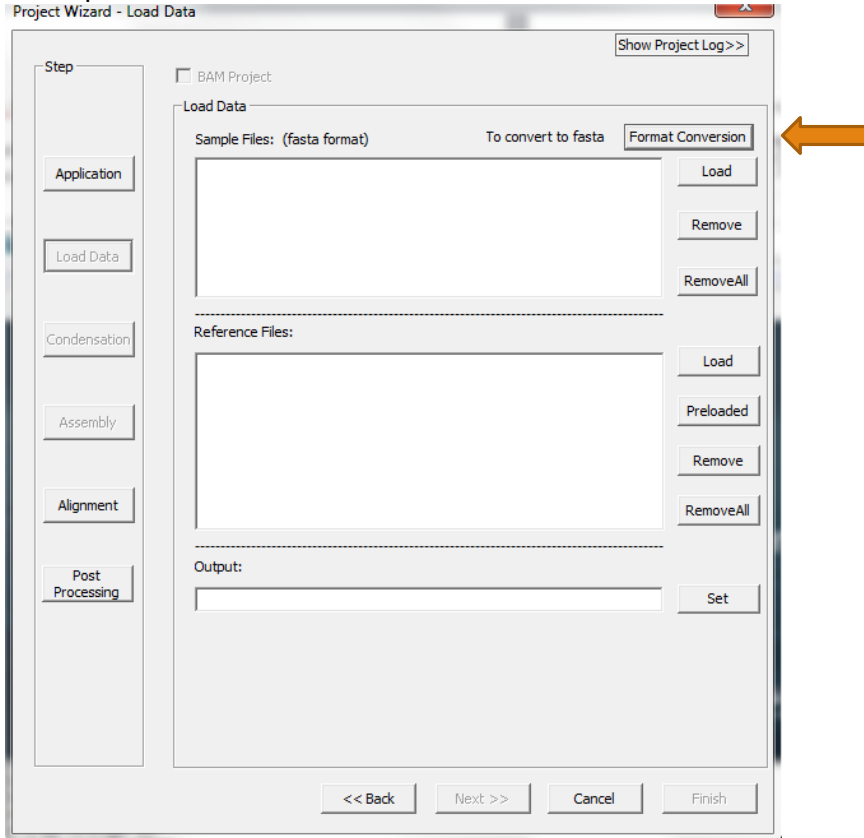 Project Wizard - Load Data
Show Project Log>>
Step
BAM Project
Load Data
Sample Files: (fasta format)
To convert to fasta
Format Conversion
Application
Load
Load Data
Remove
RemoveAll
Condensation
Reference Files:
Load
Assembly
Preloaded
Remove
Alignment
RemoveAll
Output:
Post
Processing
Set
<< Back
Next >>
Cancel
Finish